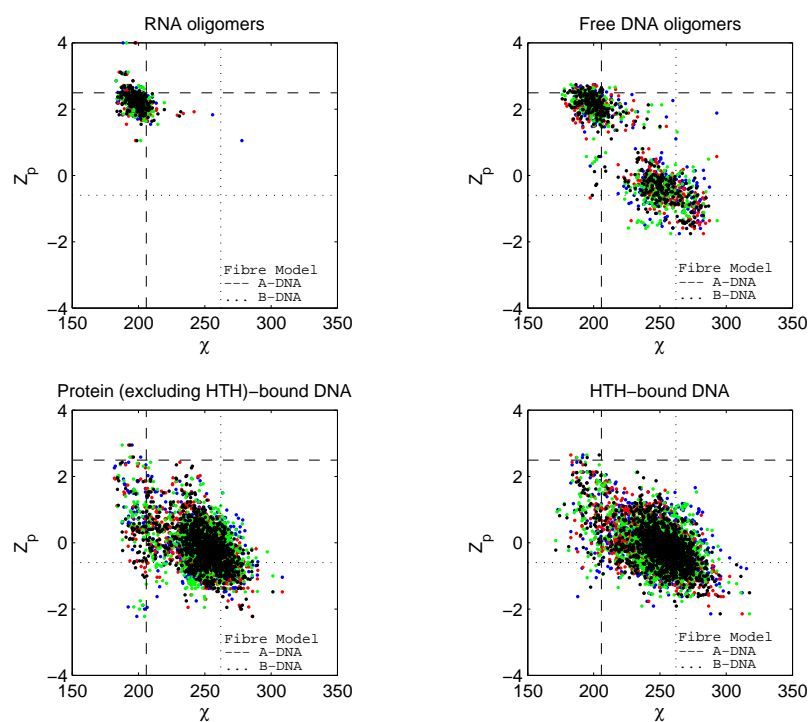 RNA oligomers
4
2
0
−2
−4
150 200 250 300 350
Z_p
χ
Fibre Model
A−DNA
B−DNA
Free DNA oligomers
4
2
0
−2
−4
150 200 250 300 350
Z_p
χ
Fibre Model
A−DNA
B−DNA
Protein (excluding HTH)−bound DNA
4
2
0
−2
−4
150 200 250 300 350
Z_p
χ
Fibre Model
A−DNA
B−DNA
HTH−bound DNA
4
2
0
−2
−4
150 200 250 300 350
Z_p
χ
Fibre Model
A−DNA
B−DNA